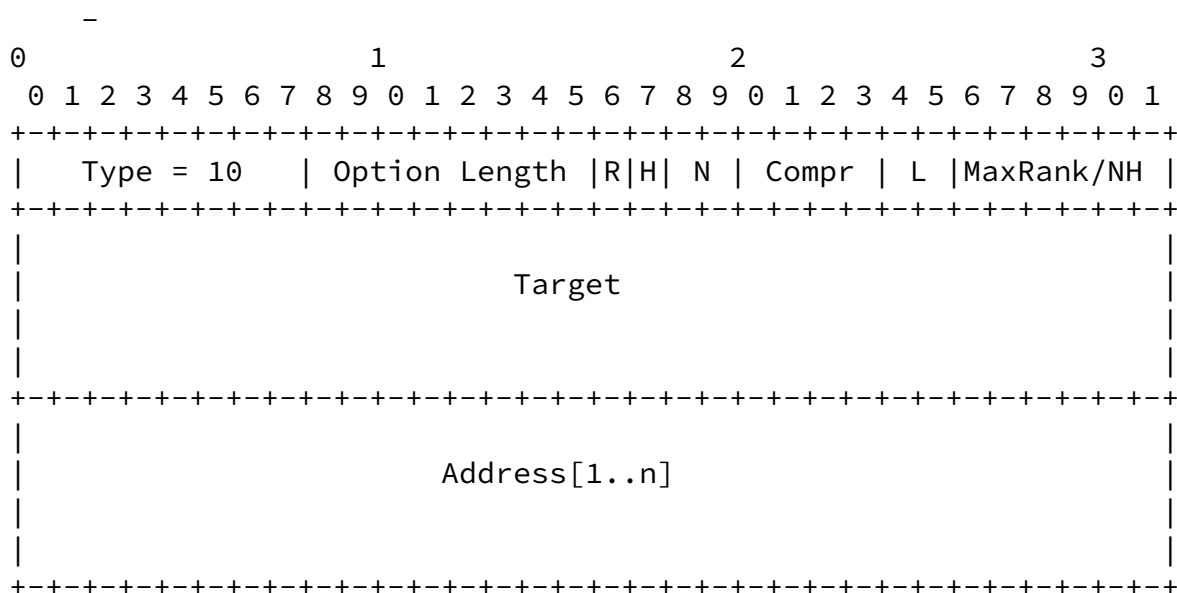 -
0                   1                   2                   3
 0 1 2 3 4 5 6 7 8 9 0 1 2 3 4 5 6 7 8 9 0 1 2 3 4 5 6 7 8 9 0 1
+-+-+-+-+-+-+-+-+-+-+-+-+-+-+-+-+-+-+-+-+-+-+-+-+-+-+-+-+-+-+-+-+
|   Type = 10   | Option Length |R|H| N | Compr | L |MaxRank/NH |
+-+-+-+-+-+-+-+-+-+-+-+-+-+-+-+-+-+-+-+-+-+-+-+-+-+-+-+-+-+-+-+-+
|                                                               |
|                           Target                              |
|                                                               |
|                                                               |
+-+-+-+-+-+-+-+-+-+-+-+-+-+-+-+-+-+-+-+-+-+-+-+-+-+-+-+-+-+-+-+-+
|                                                               |
|                       Address[1..n]                           |
|                                                               |
|                                                               |
+-+-+-+-+-+-+-+-+-+-+-+-+-+-+-+-+-+-+-+-+-+-+-+-+-+-+-+-+-+-+-+-+